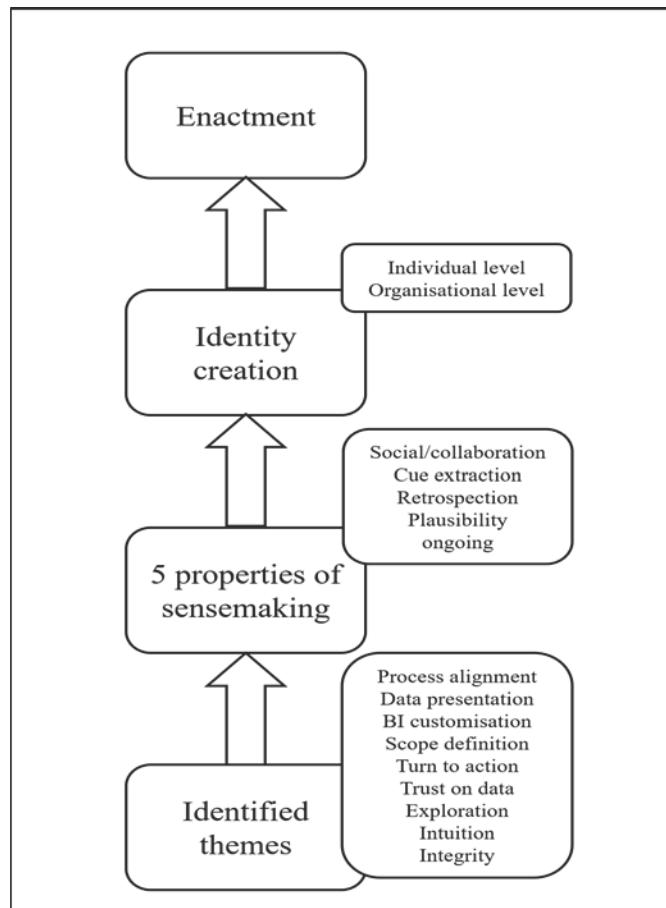 Enactment
Individual level
Organisational level
Identity
creation
Social/collaboration
Cue extraction
Retrospection
Plausibility
ongoing
5 properties of
sensemaking
Process alignment
Data presentation
BI customisation
Scope definition
Turn to action
Trust on data
Exploration
Intuition
Integrity
Identified
themes